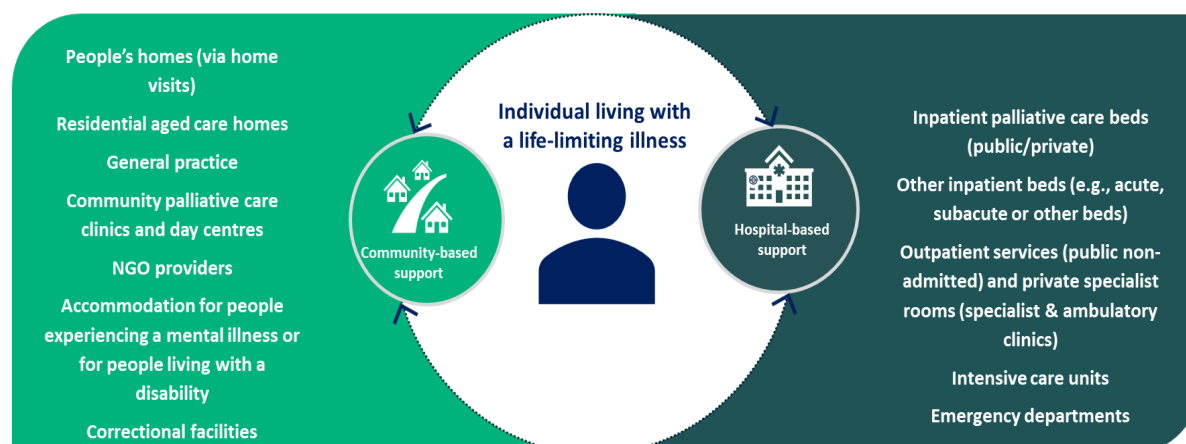 People's homes (via home
visits)
Residential aged care homes
General practice
Community palliative care
clinics and day centres
NGO providers
Accommodation for people
experiencing a mental illness or
for people living with a
disability
Correctional facilities
Community-based
support
Individual living with
a life-limiting illness
Hospital-based
support
Inpatient palliative care beds
(public/private)
Other inpatient beds (e.g., acute,
subacute or other beds)
Outpatient services (public non-
admitted) and private specialist
rooms (specialist & ambulatory
clinics)
Intensive care units
Emergency departments